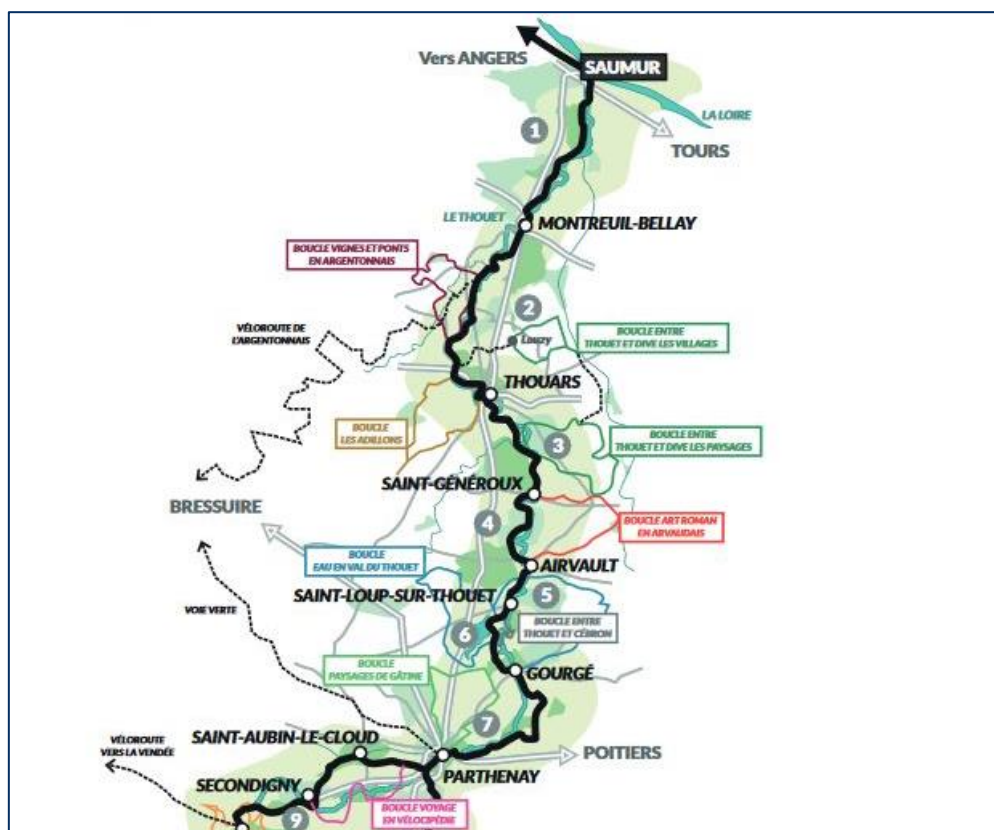 Vers ANGERS
SAUMUR
LA LOIRE
1
TOURS
LE THOUET
MONTREUIL-BELLAY
BOUCLE VIGNES ET PONTS
EN ARGENTONNAIS
2
VÉLOROUTE DE
L'ARGENTONNAIS
Louzy
BOUCLE ENTRE
THOUET ET DIVE LES VILLAGES
THOUARS
BOUCLE
LES ADILLONS
3
BOUCLE ENTRE
THOUET ET DIVE LES PAYSAGES
SAINT-GÉNÉROUX
BRESSUIRE
4
BOUCLE ART ROMAN
EN AIRVAUDAIS
BOUCLE
EAU EN VAL DU THOUET
AIRVAULT
SAINT-LOUP-SUR-THOUET
5
VOIE VERTE
6
BOUCLE ENTRE
THOUET ET CÉBRON
BOUCLE
PAYSAGES DE GÂTINE
GOURGÉ
7
SAINT-AUBIN-LE-CLOUD
VÉLOROUTE
VERS LA VENDÉE
POITIERS
PARTHENAY
SECONDIGNY
BOUCLE VOYAGE
EN VÉLOCIPÉDIE
9